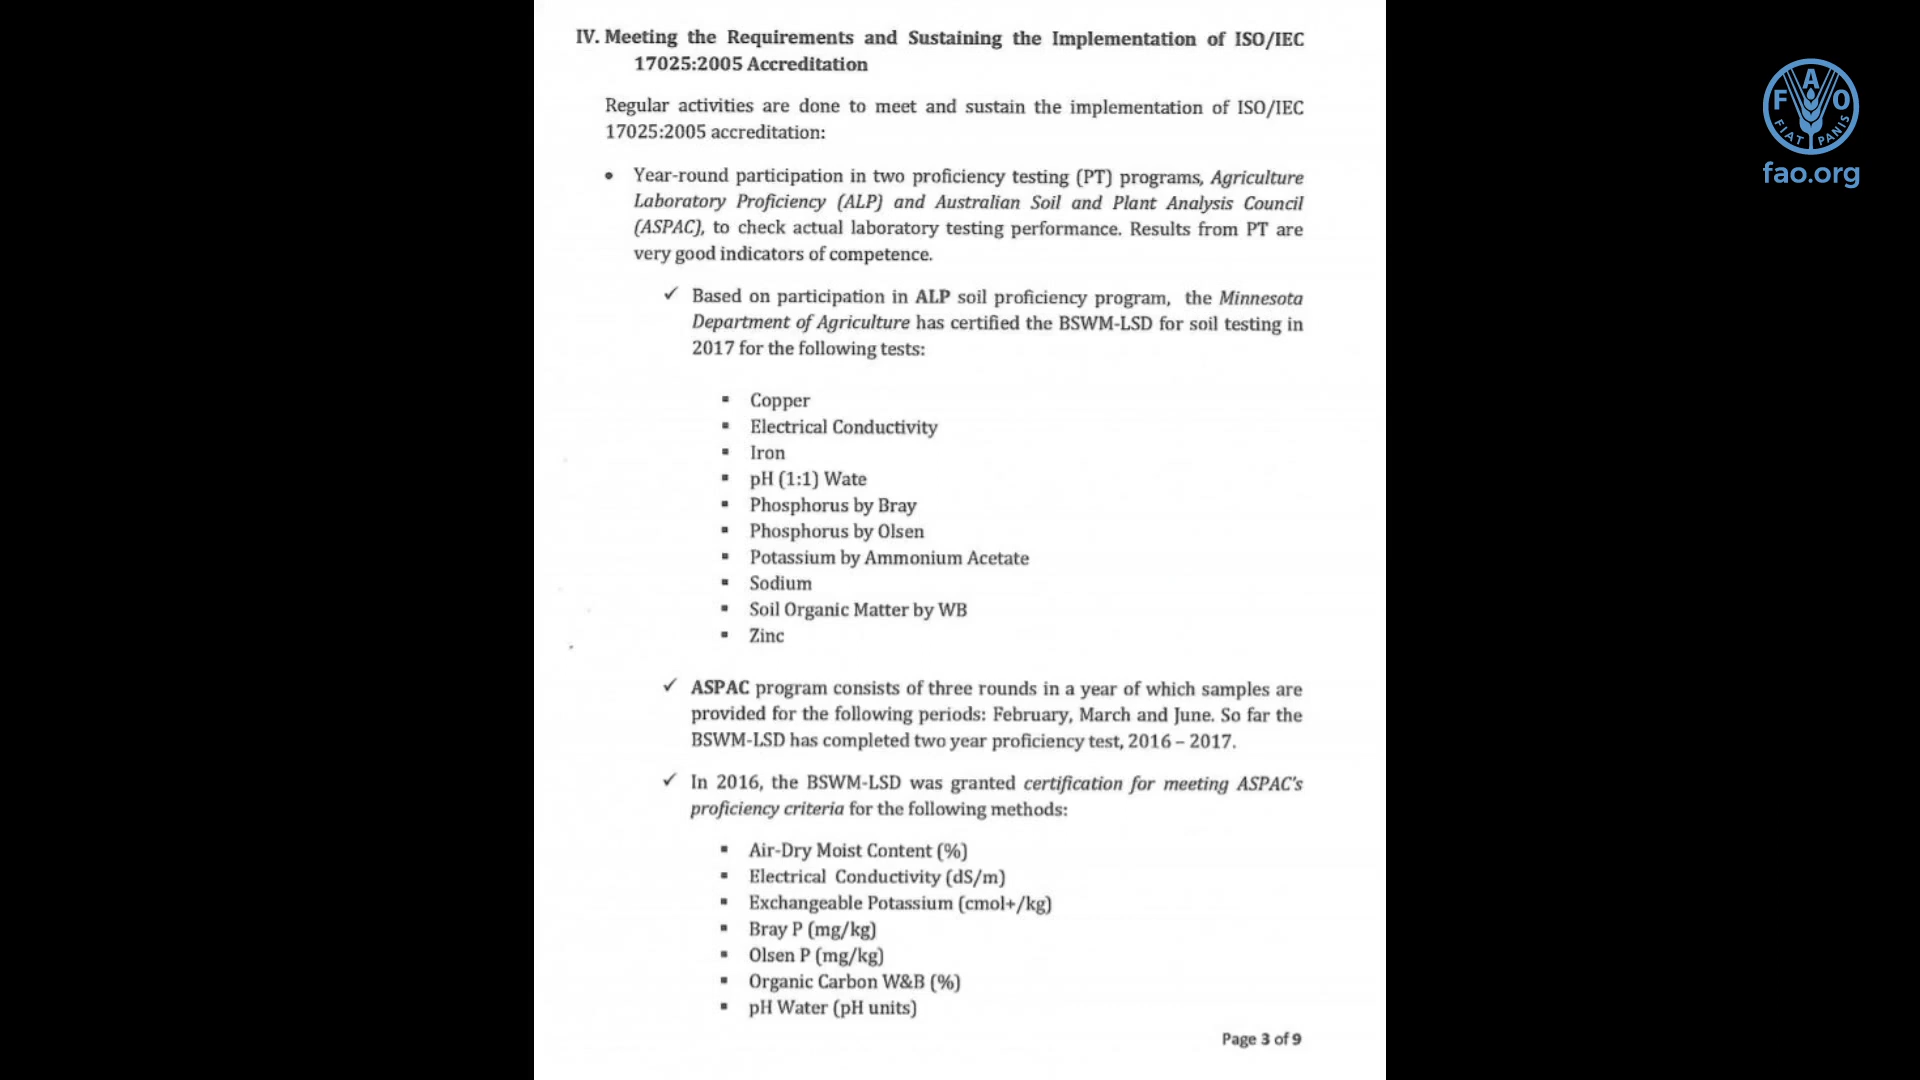 IV. Meeting the Requirements and Sustaining the Implementation of ISO/IEC
17025:2005 Accreditation
Regular activities are done to meet and sustain the implementation of ISO/IEC
17025:2005 accreditation:
• Year-round participation in two proficiency testing (PT) programs, Agriculture
Laboratory Proficiency (ALP) and Australian Soil and Plant Analysis Council
(ASPAC), to check actual laboratory testing performance. Results from PT are
very good indicators of competence.
✓ Based on participation in ALP soil proficiency program, the Minnesota
Department of Agriculture has certified the BSWM-LSD for soil testing in
2017 for the following tests:
▪ Copper
▪ Electrical Conductivity
▪ Iron
▪ pH (1:1) Wate
▪ Phosphorus by Bray
▪ Phosphorus by Olsen
▪ Potassium by Ammonium Acetate
▪ Sodium
▪ Soil Organic Matter by WB
▪ Zinc
✓ ASPAC program consists of three rounds in a year of which samples are
provided for the following periods: February, March and June. So far the
BSWM-LSD has completed two year proficiency test, 2016 – 2017.
✓ In 2016, the BSWM-LSD was granted certification for meeting ASPAC's
proficiency criteria for the following methods:
▪ Air-Dry Moist Content (%)
▪ Electrical Conductivity (dS/m)
▪ Exchangeable Potassium (cmol+/kg)
▪ Bray P (mg/kg)
▪ Olsen P (mg/kg)
▪ Organic Carbon W&B (%)
▪ pH Water (pH units)
Page 3 of 9
F A O
FIAT PANIS
fao.org